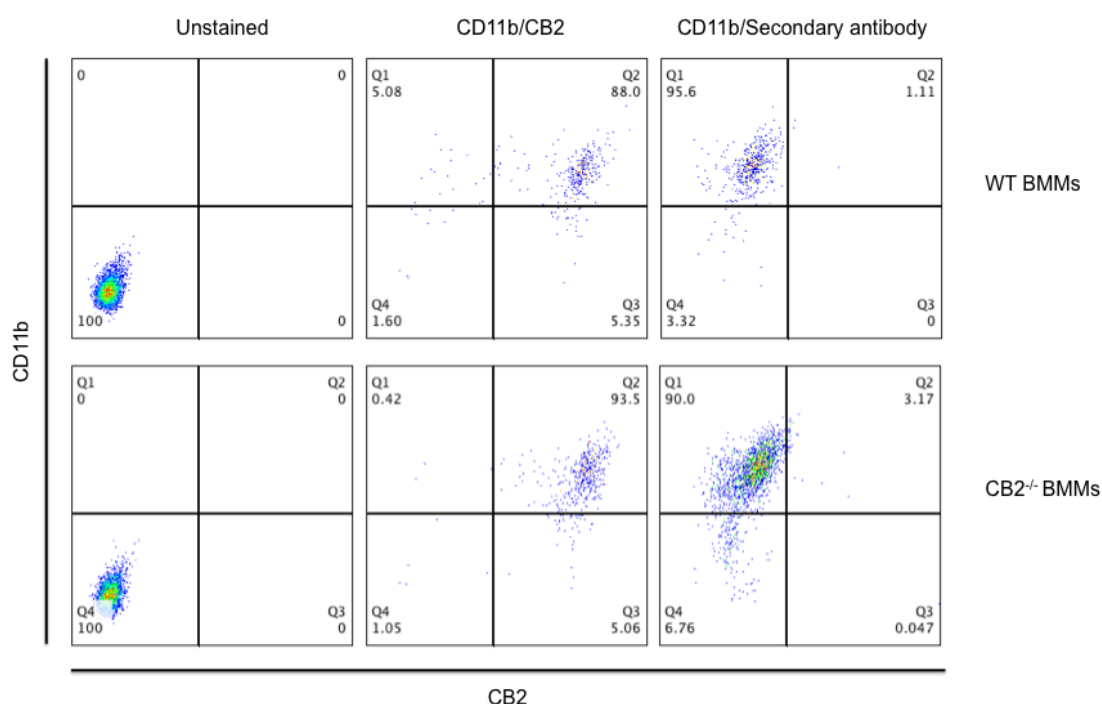 Unstained
CD11b/CB2
CD11b/Secondary antibody
0
0
100
0
Q1
5.08
Q2
88.0
Q4
1.60
Q3
5.35
Q1
95.6
Q2
1.11
Q4
3.32
Q3
0
WT BMMs
Q1
0
Q2
0
Q4
100
Q3
0
Q1
0.42
Q2
93.5
Q4
1.05
Q3
5.06
Q1
90.0
Q2
3.17
Q4
6.76
Q3
0.047
CB2-/- BMMs
CD11b
CB2